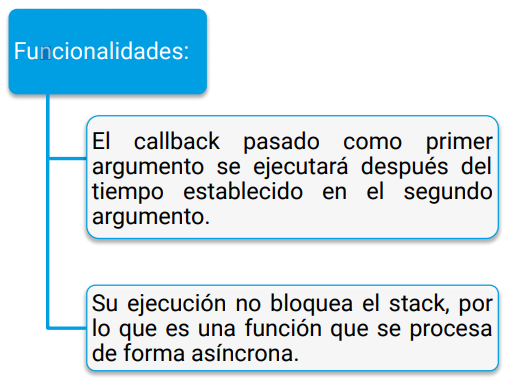 Funcionalidades:
El callback pasado como primer
argumento se ejecutará después del
tiempo establecido en el segundo
argumento.
Su ejecución no bloquea el stack, por
lo que es una función que se procesa
de forma asíncrona.